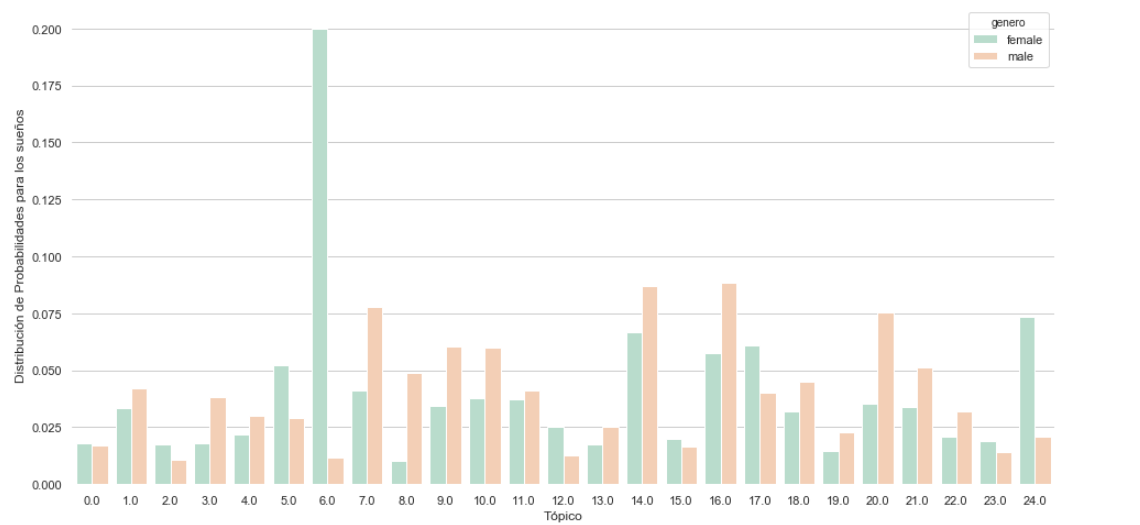 genero
female
male
Distribución de Probabilidades para los sueños
0.200
0.175
0.150
0.125
0.100
0.075
0.050
0.025
0.000
0.0 1.0 2.0 3.0 4.0 5.0 6.0 7.0 8.0 9.0 10.0 11.0 12.0 13.0 14.0 15.0 16.0 17.0 18.0 19.0 20.0 21.0 22.0 23.0 24.0
Tópico